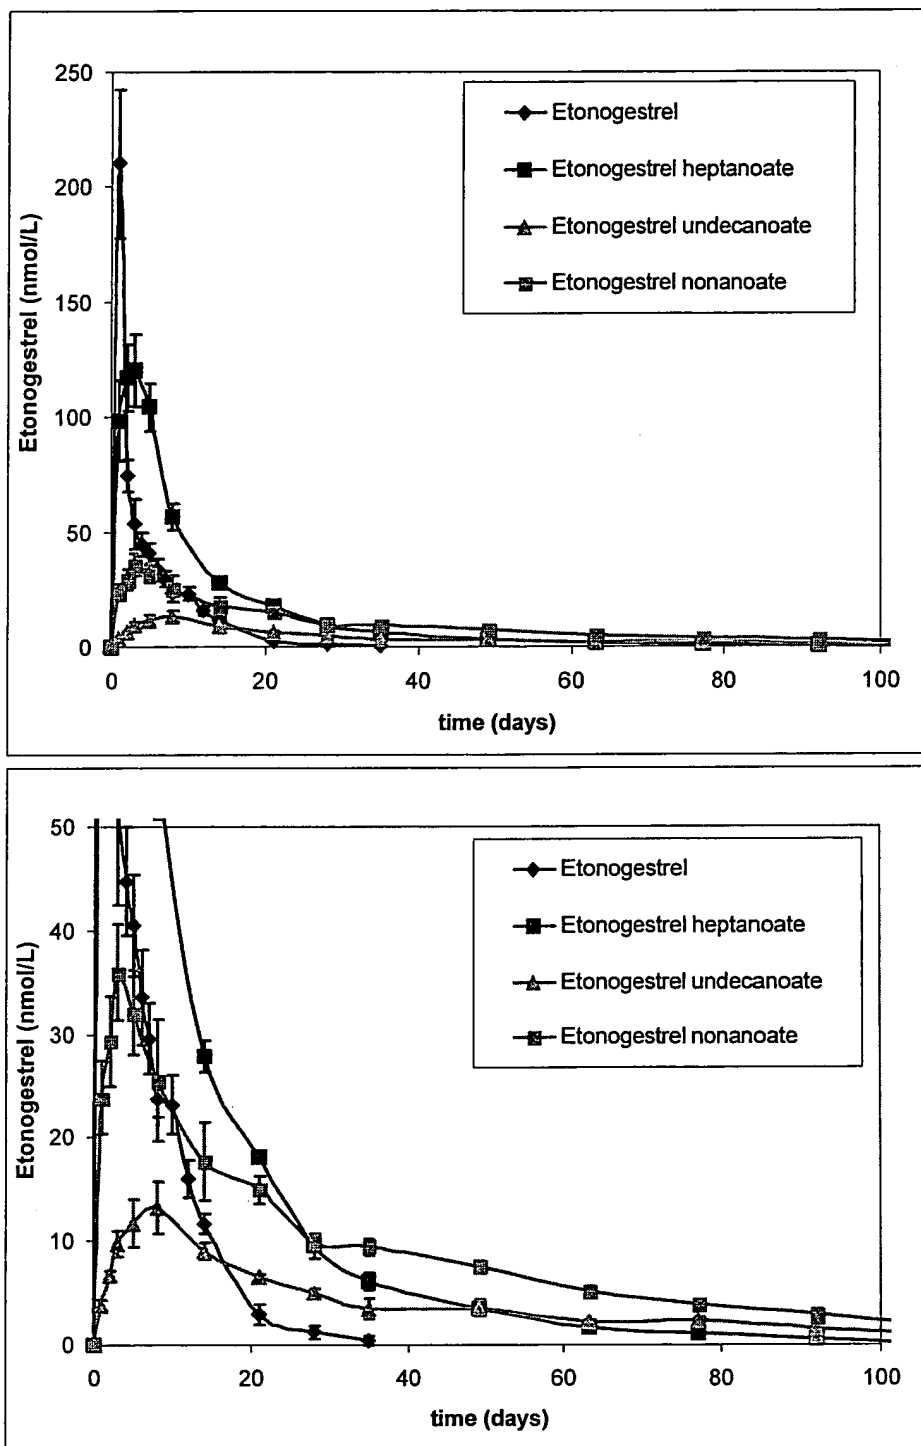 250
200
150
100
50
0
Etonogestrel (nmol/L)
Etonogestrel
Etonogestrel heptanoate
Etonogestrel undecanoate
Etonogestrel nonanoate
0 20 40 60 80 100
time (days)
50
40
30
20
10
0
Etonogestrel (nmol/L)
Etonogestrel
Etonogestrel heptanoate
Etonogestrel undecanoate
Etonogestrel nonanoate
0 20 40 60 80 100
time (days)